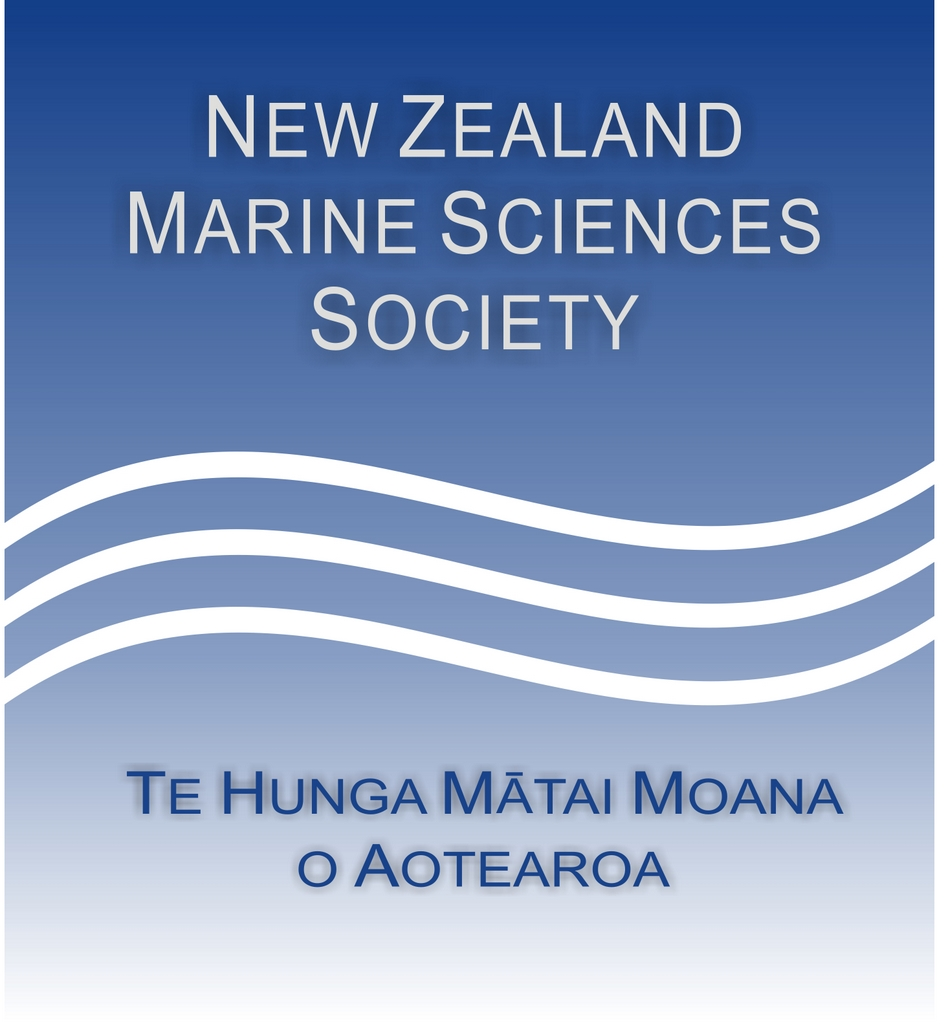 NEW ZEALAND
MARINE SCIENCES
SOCIETY
TE HUNGA MĀTAI MOANA
O AOTEAROA